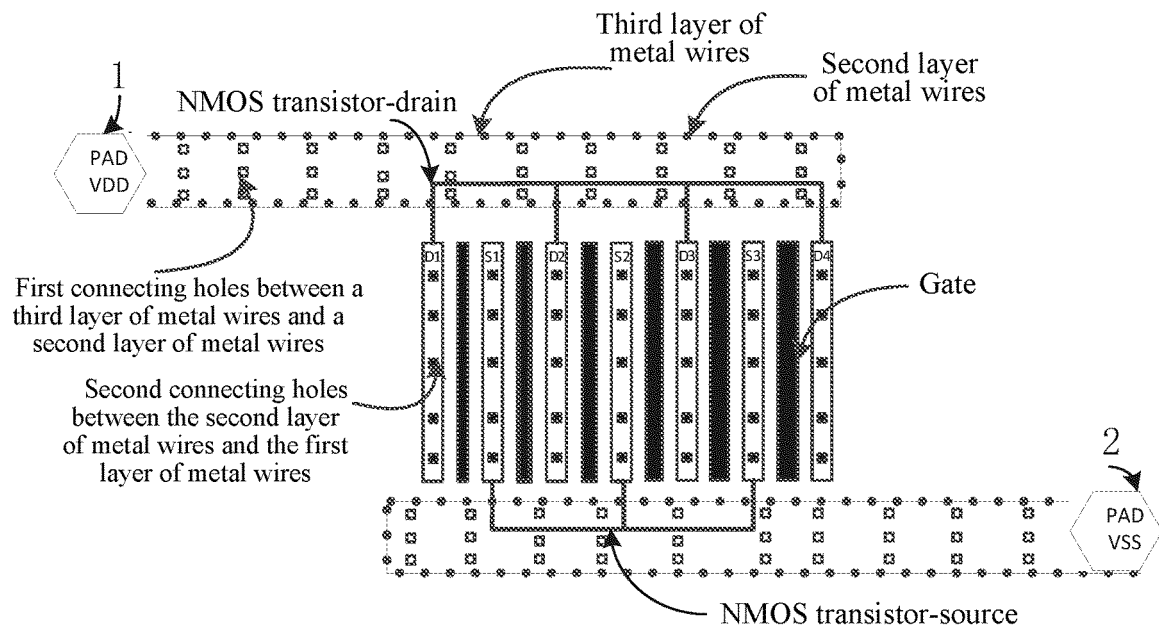 Third layer of
metal wires
1
Second layer
of metal wires
NMOS transistor-drain
PAD
VDD
D1
S1
D2
S2
D3
S3
D4
First connecting holes between a
third layer of metal wires and a
second layer of metal wires
Gate
Second connecting holes
between the second layer
of metal wires and the first
layer of metal wires
2
PAD
VSS
NMOS transistor-source